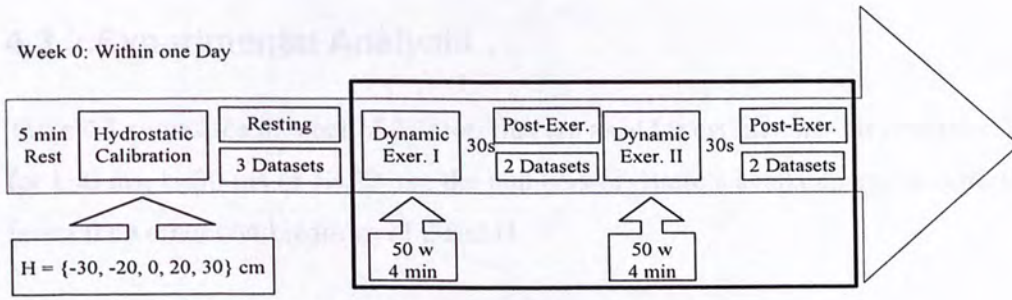 Week 0: Within one Day
5 min
Rest
Hydrostatic
Calibration
Resting
3 Datasets
Dynamic
Exer. I
30s
Post-Exer.
2 Datasets
Dynamic
Exer. II
30s
Post-Exer.
2 Datasets
H = {-30, -20, 0, 20, 30} cm
50 w
4 min
50 w
4 min